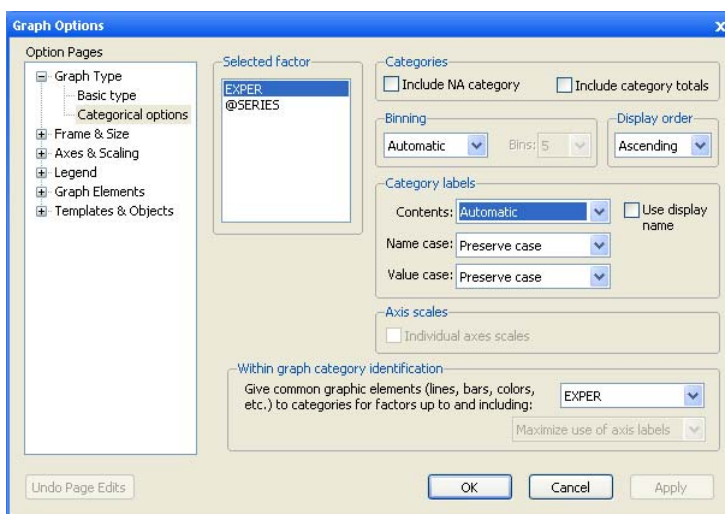 Graph Options
x
Option Pages
Graph Type
Basic type
Categorical options
Frame & Size
Axes & Scaling
Legend
Graph Elements
Templates & Objects
Selected factor
EXPER
@SERIES
Categories
Include NA category
Include category totals
Binning
Automatic
Bins: 5
Display order
Ascending
Category labels
Contents: Automatic
Use display
name
Name case: Preserve case
Value case: Preserve case
Axis scales
Individual axes scales
Within graph category identification
Give common graphic elements (lines, bars, colors,
etc.) to categories for factors up to and including:
EXPER
Maximize use of axis labels
Undo Page Edits
OK
Cancel
Apply